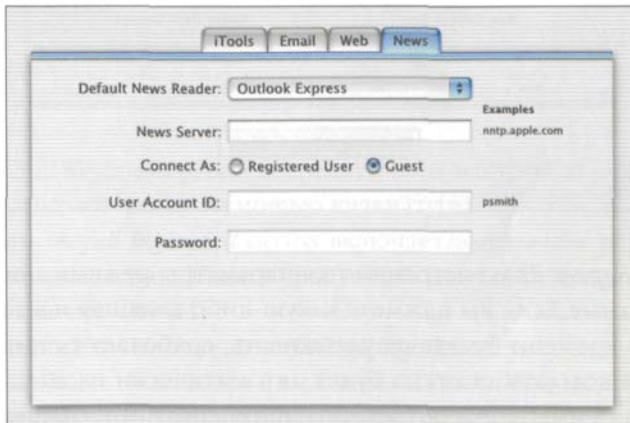 iTools Email Web News
Default News Reader: Outlook Express
Examples
News Server: nntp.apple.com
Connect As: Registered User Guest
User Account ID: psmith
Password: